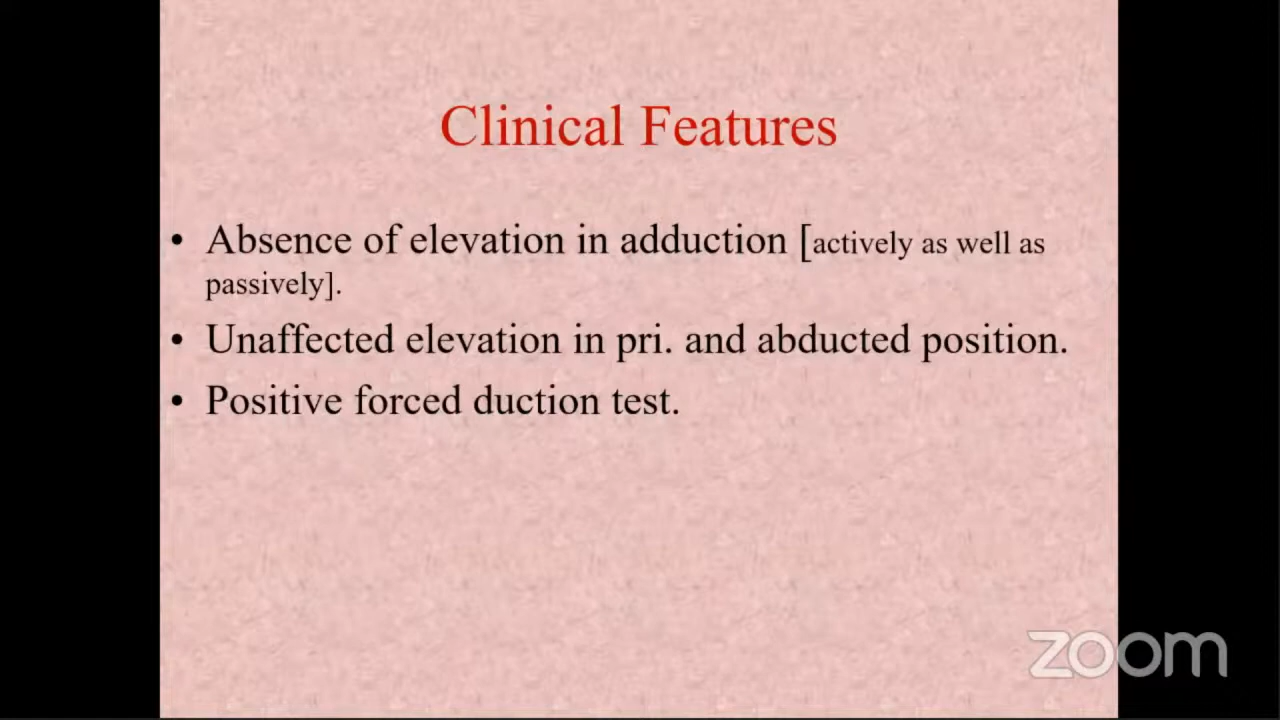 Clinical Features
• Absence of elevation in adduction [actively as well as
passively].
• Unaffected elevation in pri. and abducted position.
• Positive forced duction test.
zoom